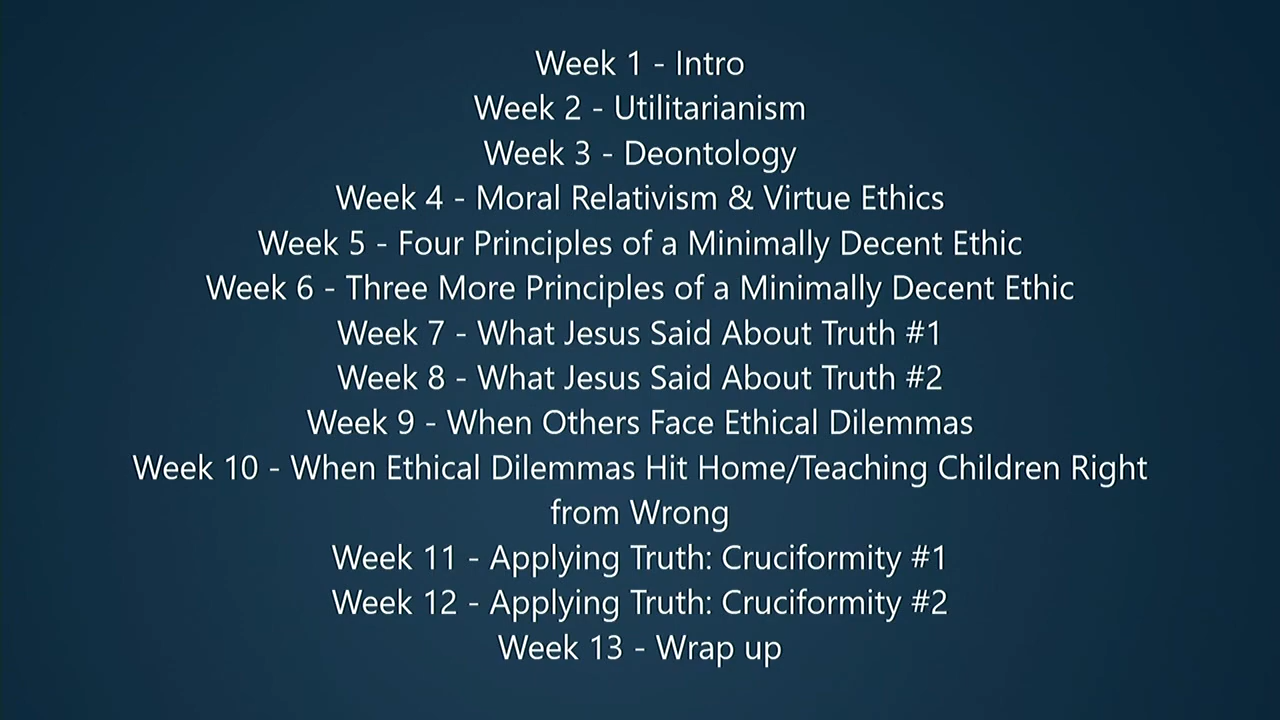 Week 1 - Intro
Week 2 - Utilitarianism
Week 3 - Deontology
Week 4 - Moral Relativism & Virtue Ethics
Week 5 - Four Principles of a Minimally Decent Ethic
Week 6 - Three More Principles of a Minimally Decent Ethic
Week 7 - What Jesus Said About Truth #1
Week 8 - What Jesus Said About Truth #2
Week 9 - When Others Face Ethical Dilemmas
Week 10 - When Ethical Dilemmas Hit Home/Teaching Children Right
from Wrong
Week 11 - Applying Truth: Cruciformity #1
Week 12 - Applying Truth: Cruciformity #2
Week 13 - Wrap up